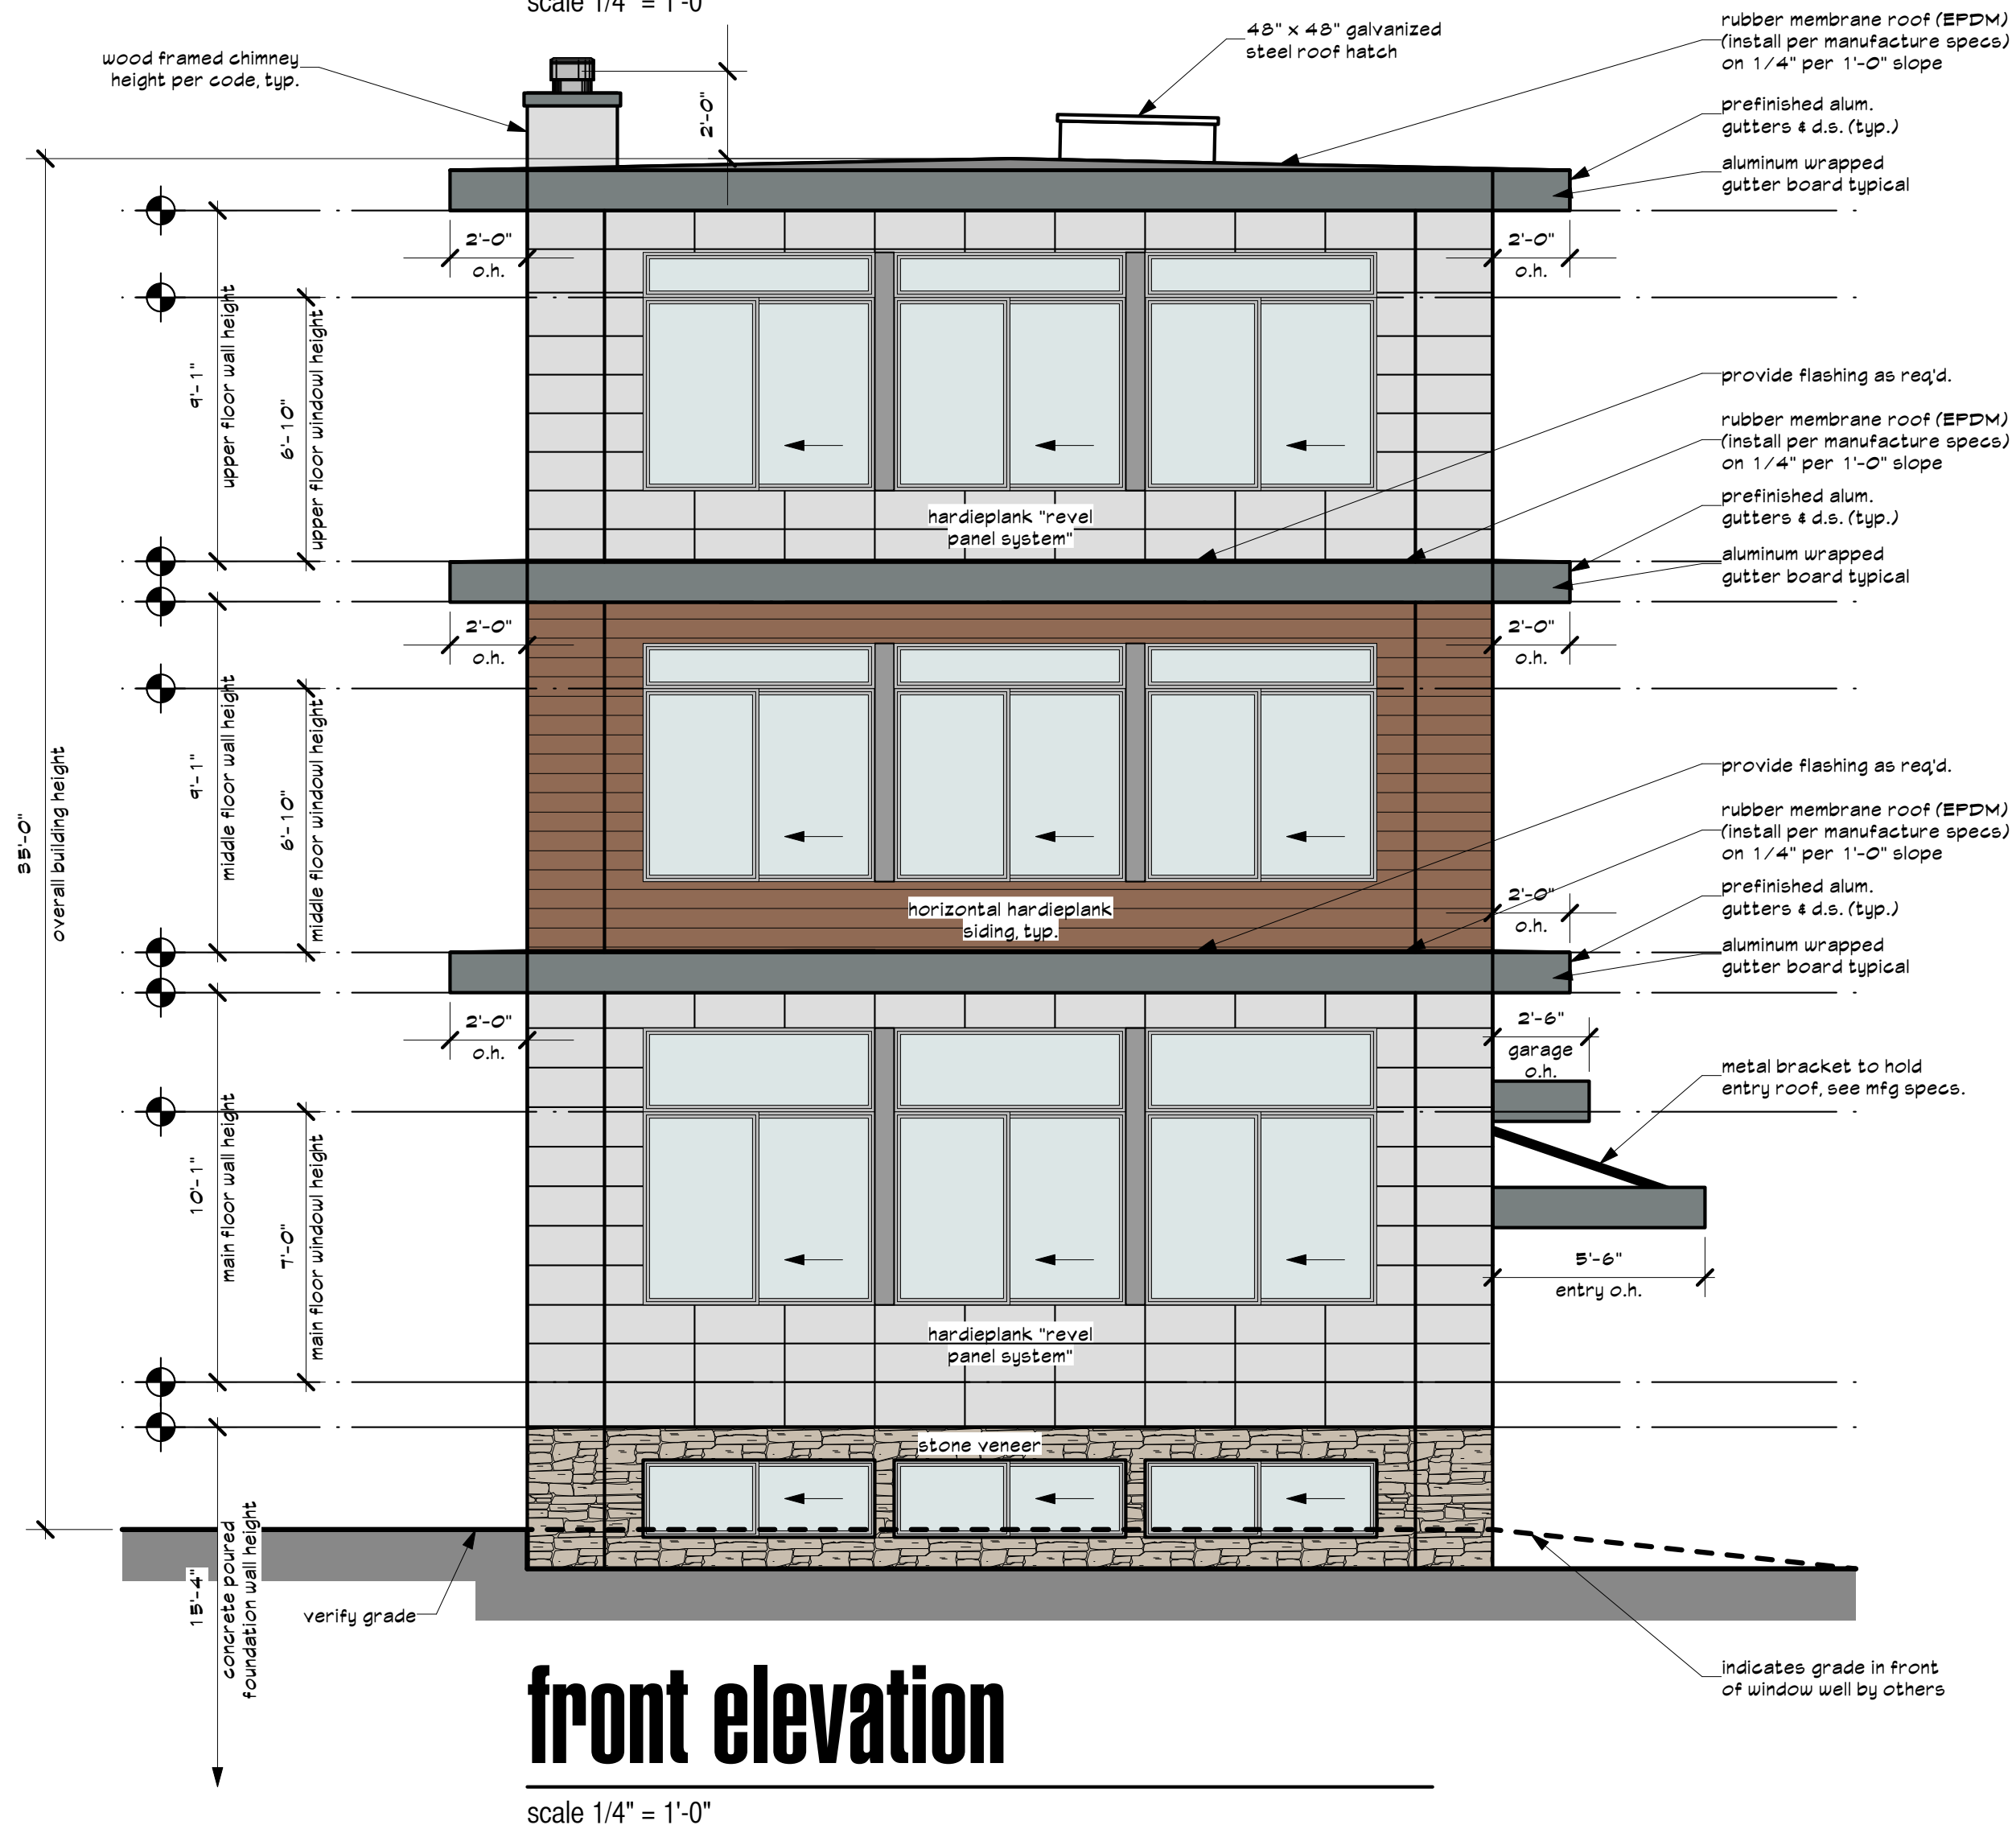 scale 1/4" = 1'-0"
wood framed chimney
height per code, typ.
2'-0"
48" x 48" galvanized
steel roof hatch
rubber membrane roof (EPDM)
(install per manufacture specs)
on 1/4" per 1'-0" slope
prefinished alum.
gutters & d.s. (typ.)
aluminum wrapped
gutter board typical
2'-0"
o.h.
2'-0"
o.h.
9'-1"
upper floor wall height
6'-10"
upper floor windowl height
hardieplank "revel
panel system"
provide flashing as req'd.
rubber membrane roof (EPDM)
(install per manufacture specs)
on 1/4" per 1'-0" slope
prefinished alum.
gutters & d.s. (typ.)
aluminum wrapped
gutter board typical
2'-0"
o.h.
2'-0"
o.h.
35'-0"
overall building height
9'-1"
middle floor wall height
6'-10"
middle floor windowl height
horizontal hardieplank
siding, typ.
provide flashing as req'd.
rubber membrane roof (EPDM)
(install per manufacture specs)
on 1/4" per 1'-0" slope
2'-0"
o.h.
prefinished alum.
gutters & d.s. (typ.)
aluminum wrapped
gutter board typical
2'-0"
o.h.
2'-6"
garage
o.h.
metal bracket to hold
entry roof, see mfg specs.
10'-1"
main floor wall height
7'-0"
main floor windowl height
5'-6"
entry o.h.
hardieplank "revel
panel system"
stone veneer
15'-4"
concrete poured
foundation wall height
verify grade
indicates grade in front
of window well by others
front elevation
scale 1/4" = 1'-0"